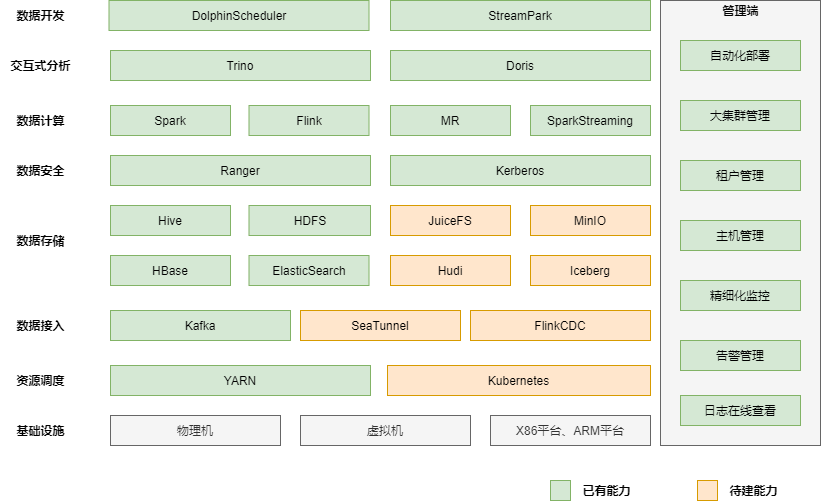 数据开发
DolphinScheduler
StreamPark
交互式分析
Trino
Doris
数据计算
Spark
Flink
MR
SparkStreaming
数据安全
Ranger
Kerberos
数据存储
Hive
HDFS
JuiceFS
MinIO
HBase
ElasticSearch
Hudi
Iceberg
数据接入
Kafka
SeaTunnel
FlinkCDC
资源调度
YARN
Kubernetes
基础设施
物理机
虚拟机
X86平台、ARM平台
管理端
自动化部署
大集群管理
租户管理
主机管理
精细化监控
告警管理
日志在线查看
已有能力
待建能力